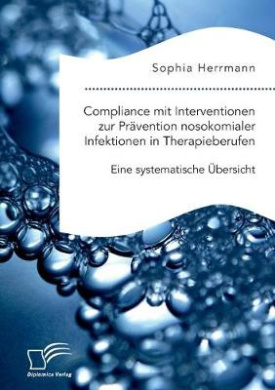 Sophia Herrmann
Compliance mit Interventionen
zur Prävention nosokomialer
Infektionen in Therapieberufen
Eine systematische Übersicht
Diplomica Verlag